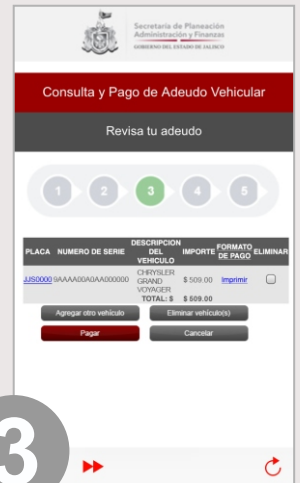 Secretaría de Planeación
Administración y Finanzas
GOBIERNO DEL ESTADO DE JALISCO
Consulta y Pago de Adeudo Vehicular
Revisa tu adeudo
1 2 3 4 5
PLACA NUMERO DE SERIE DESCRIPCION DEL VEHICULO IMPORTE FORMATO DE PAGO ELIMINAR
JJS0000 9AAAA00A0AA000000 CHRYSLER GRAND VOYAGER $ 509.00 Imprimir
TOTAL: $ $ 509.00
Agregar otro vehículo Eliminar vehículo(s)
Pagar Cancelar
3